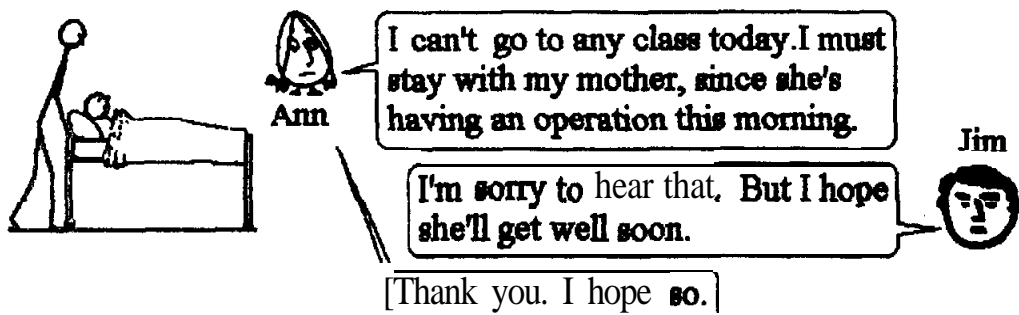 I can't go to any class today.I must
stay with my mother, since she's
having an operation this morning.
Ann
Jim
I'm sorry to hear that. But I hope
she'll get well soon.
[Thank you. I hope so.